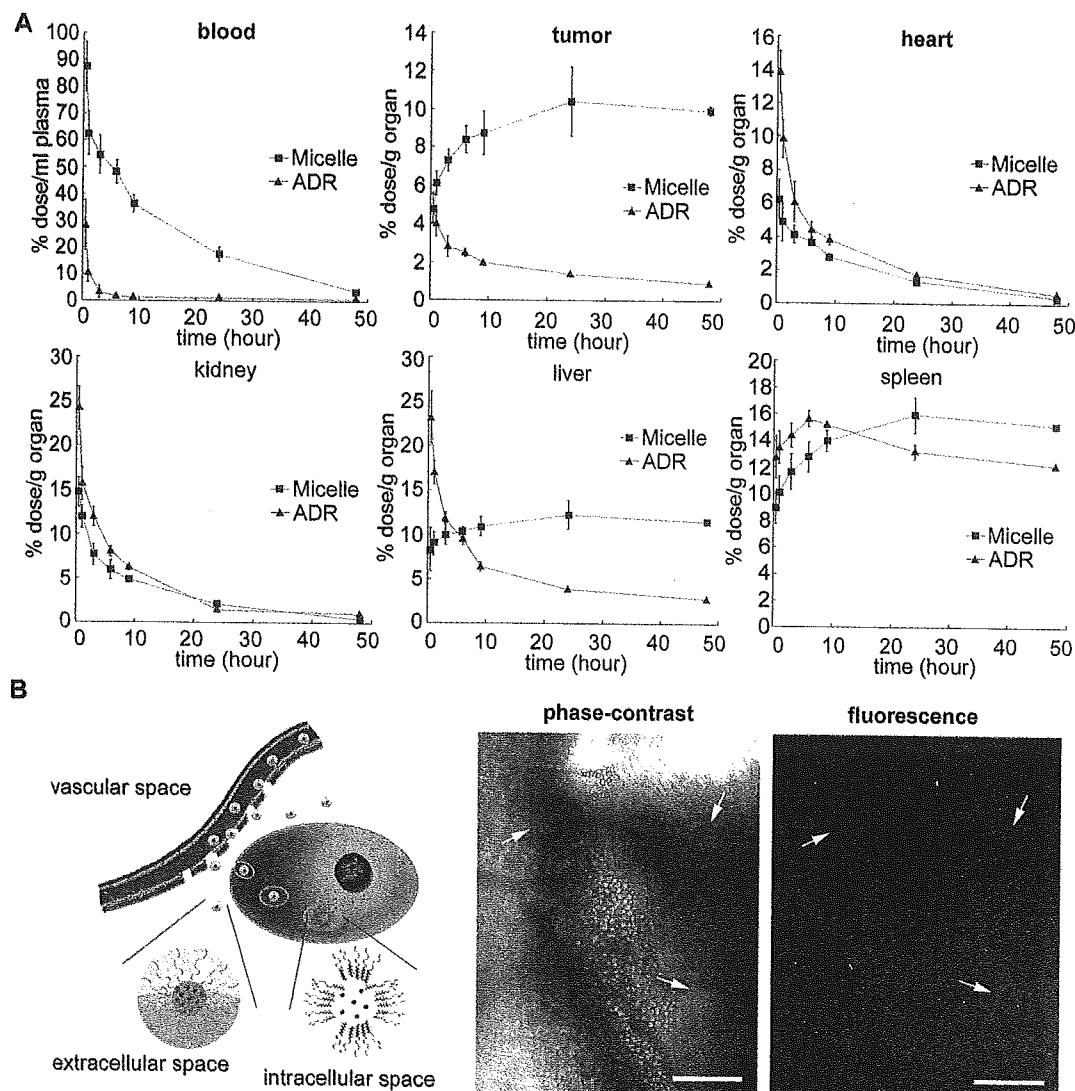 A
blood
% dose/ml plasma
100
90
80
70
60
50
40
30
20
10
0
Micelle
ADR
0 10 20 30 40 50
time (hour)
tumor
% dose/g organ
14
12
10
8
6
4
2
0
Micelle
ADR
0 10 20 30 40 50
time (hour)
heart
% dose/g organ
16
14
12
10
8
6
4
2
0
Micelle
ADR
0 10 20 30 40 50
time (hour)
kidney
% dose/g organ
30
25
20
15
10
5
0
Micelle
ADR
0 10 20 30 40 50
time (hour)
liver
% dose/g organ
30
25
20
15
10
5
0
Micelle
ADR
0 10 20 30 40 50
time (hour)
spleen
% dose/g organ
20
18
16
14
12
10
8
6
4
2
0
Micelle
ADR
0 10 20 30 40 50
time (hour)
B
vascular space
extracellular space
intracellular space
phase-contrast
fluorescence